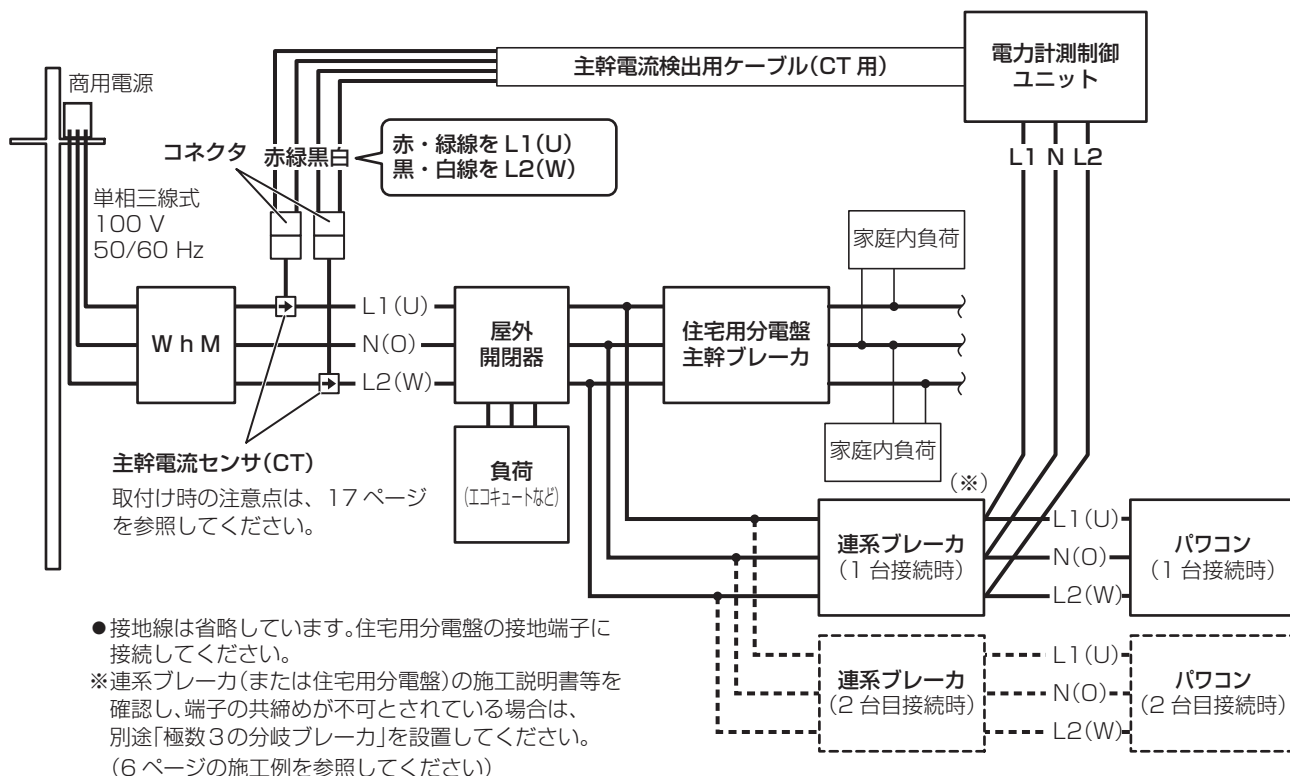 商用電源
主幹電流検出用ケーブル(CT 用)
電力計測制御
ユニット
コネクタ
赤緑黒白
赤・緑線を L1(U)
黒・白線を L2(W)
L1 N L2
単相三線式
100 V
50/60 Hz
家庭内負荷
W h M
L1(U)
N(O)
L2(W)
屋外
開閉器
住宅用分電盤
主幹ブレーカ
主幹電流センサ(CT)
取付け時の注意点は、17 ページ
を参照してください。
負荷
(エコキュートなど)
家庭内負荷
(※)
連系ブレーカ
(1 台接続時)
L1(U)
N(O)
L2(W)
パワコン
(1 台接続時)
連系ブレーカ
(2 台目接続時)
L1(U)
N(O)
L2(W)
パワコン
(2 台目接続時)
●接地線は省略しています。住宅用分電盤の接地端子に
接続してください。
※連系ブレーカ(または住宅用分電盤)の施工説明書等を
確認し、端子の共締めが不可とされている場合は、
別途「極数3の分岐ブレーカ」を設置してください。
(6 ページの施工例を参照してください)